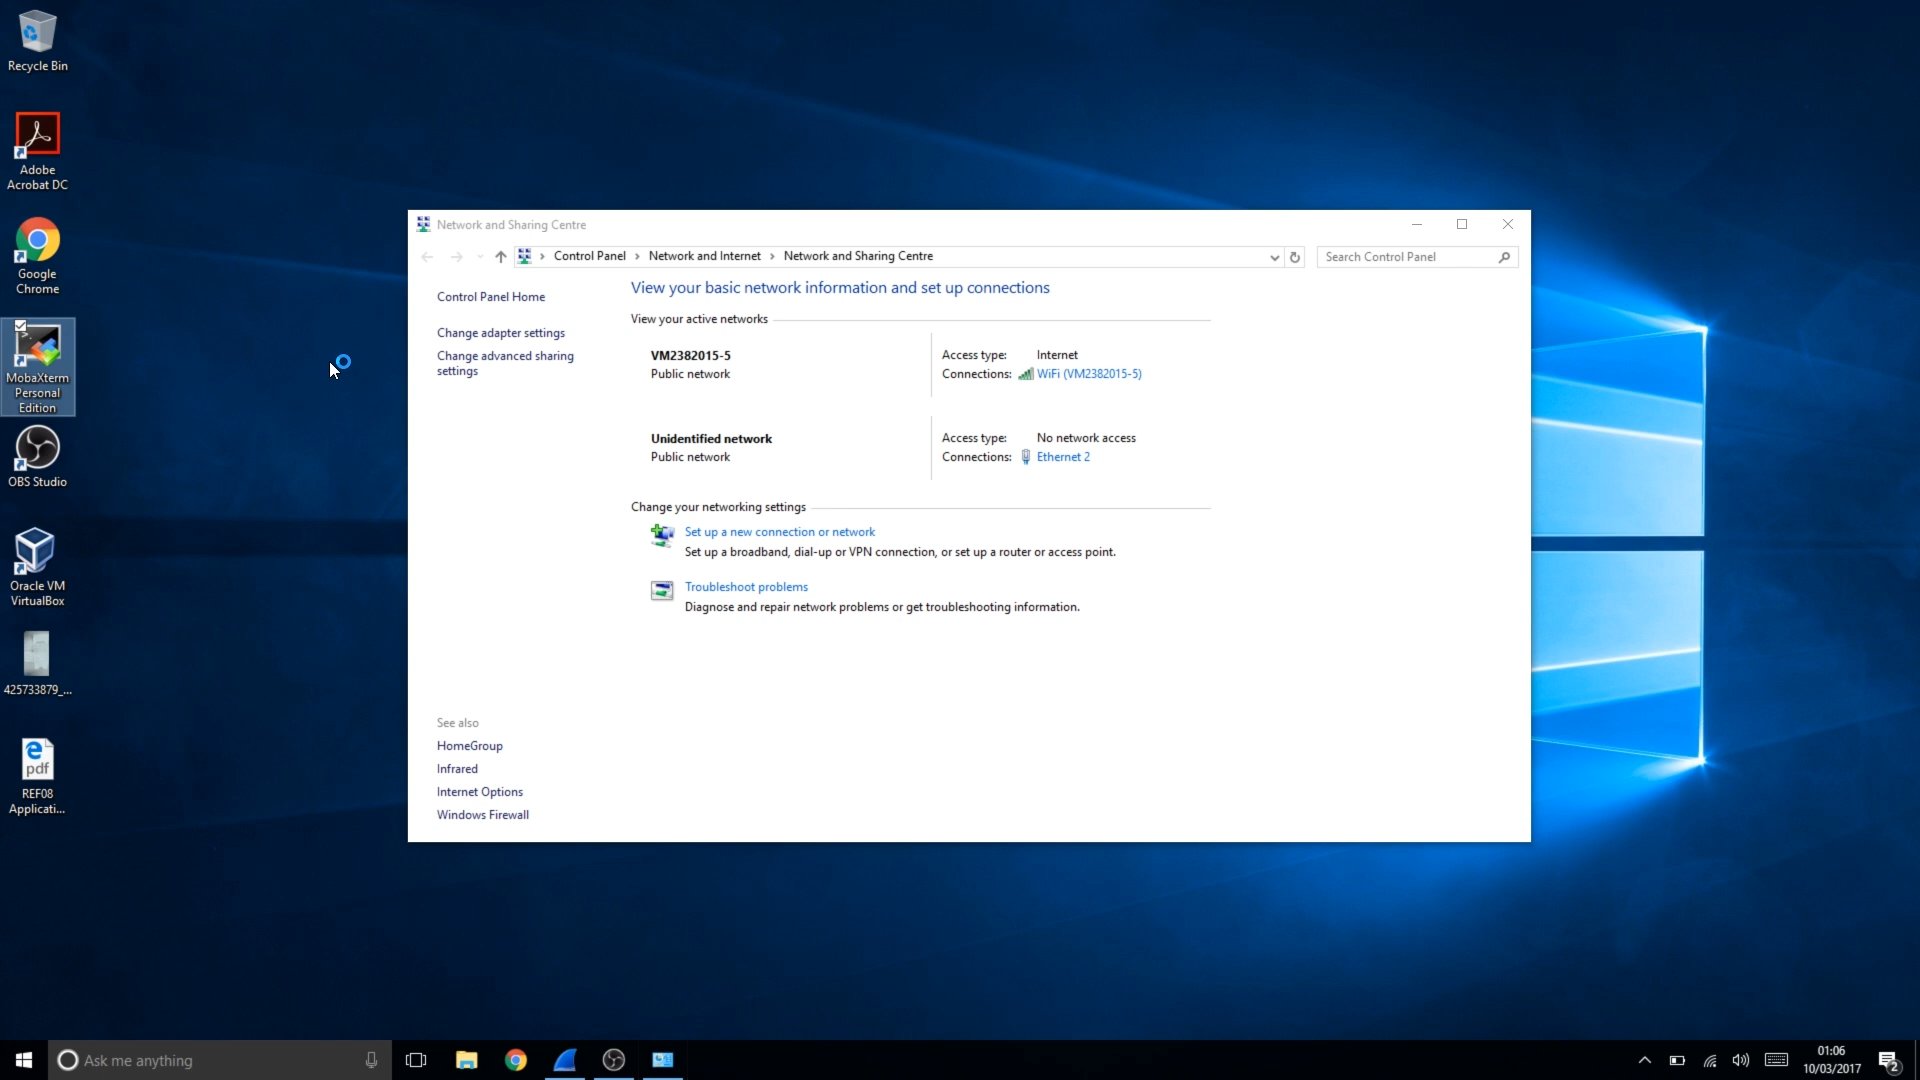 Recycle Bin
Adobe
Acrobat DC
Google
Chrome
MobaXterm
Personal
Edition
OBS Studio
Oracle VM
VirtualBox
425733879_...
pdf
REF08
Applicati...
Network and Sharing Centre
Control Panel > Network and Internet > Network and Sharing Centre
Search Control Panel
Control Panel Home
Change adapter settings
Change advanced sharing
settings
See also
HomeGroup
Infrared
Internet Options
Windows Firewall
View your basic network information and set up connections
View your active networks
VM2382015-5
Public network
Access type: Internet
Connections: WiFi (VM2382015-5)
Unidentified network
Public network
Access type: No network access
Connections: Ethernet 2
Change your networking settings
Set up a new connection or network
Set up a broadband, dial-up or VPN connection, or set up a router or access point.
Troubleshoot problems
Diagnose and repair network problems or get troubleshooting information.
Ask me anything
01:06
10/03/2017
2